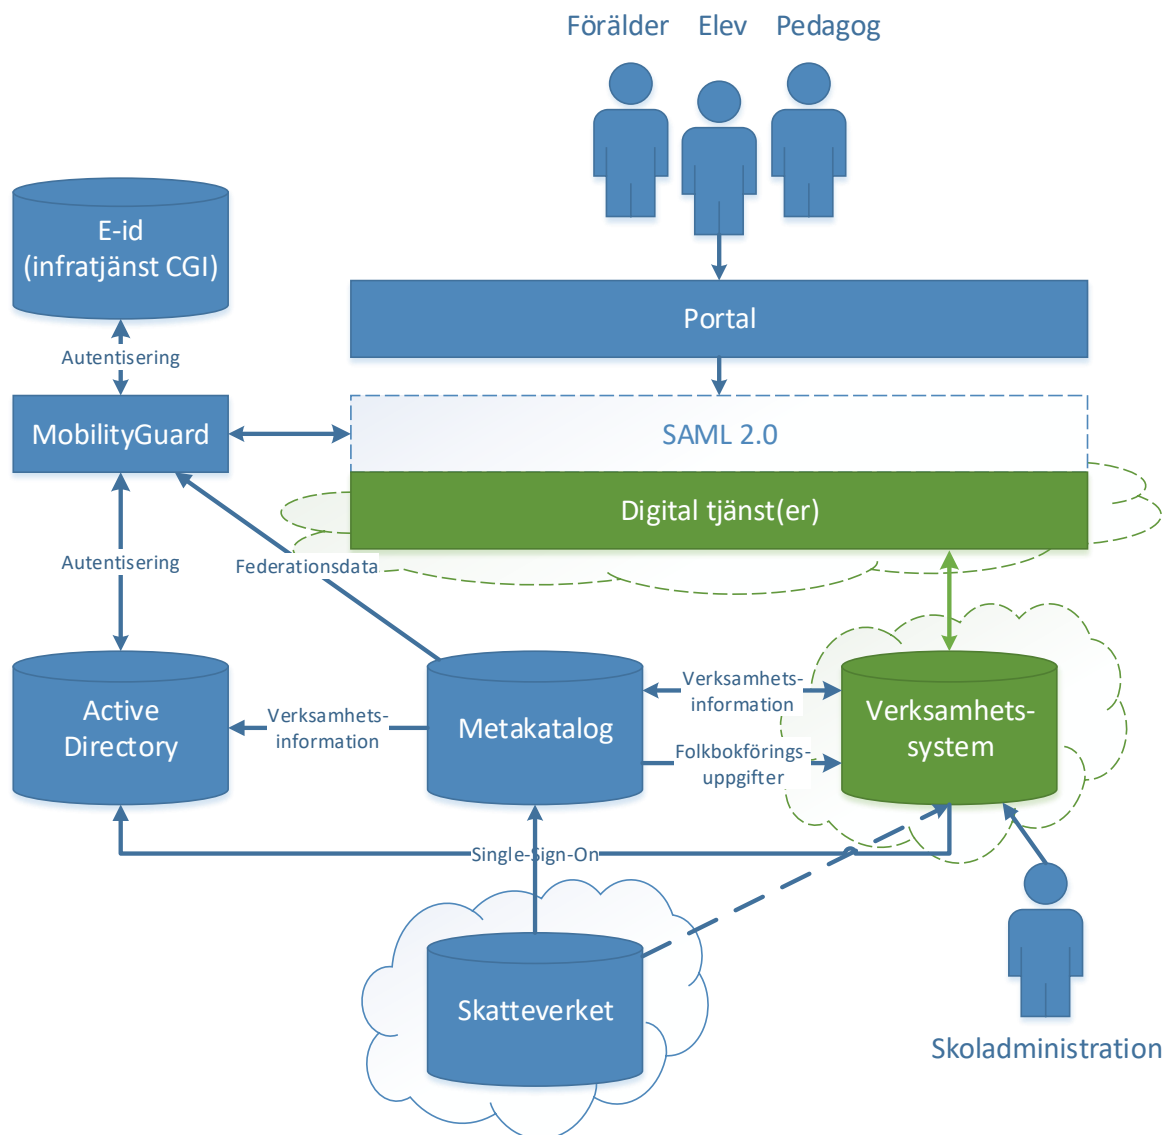 Förälder Elev Pedagog
E-id
(infratjänst CGI)
Portal
Autentisering
MobilityGuard
SAML 2.0
Digital tjänst(er)
Autentisering
Federationsdata
Active
Directory
Verksamhets-
information
Metakatalog
Verksamhets-
information
Folkbokförings-
uppgifter
Verksamhets-
system
Single-Sign-On
Skatteverket
Skoladministration